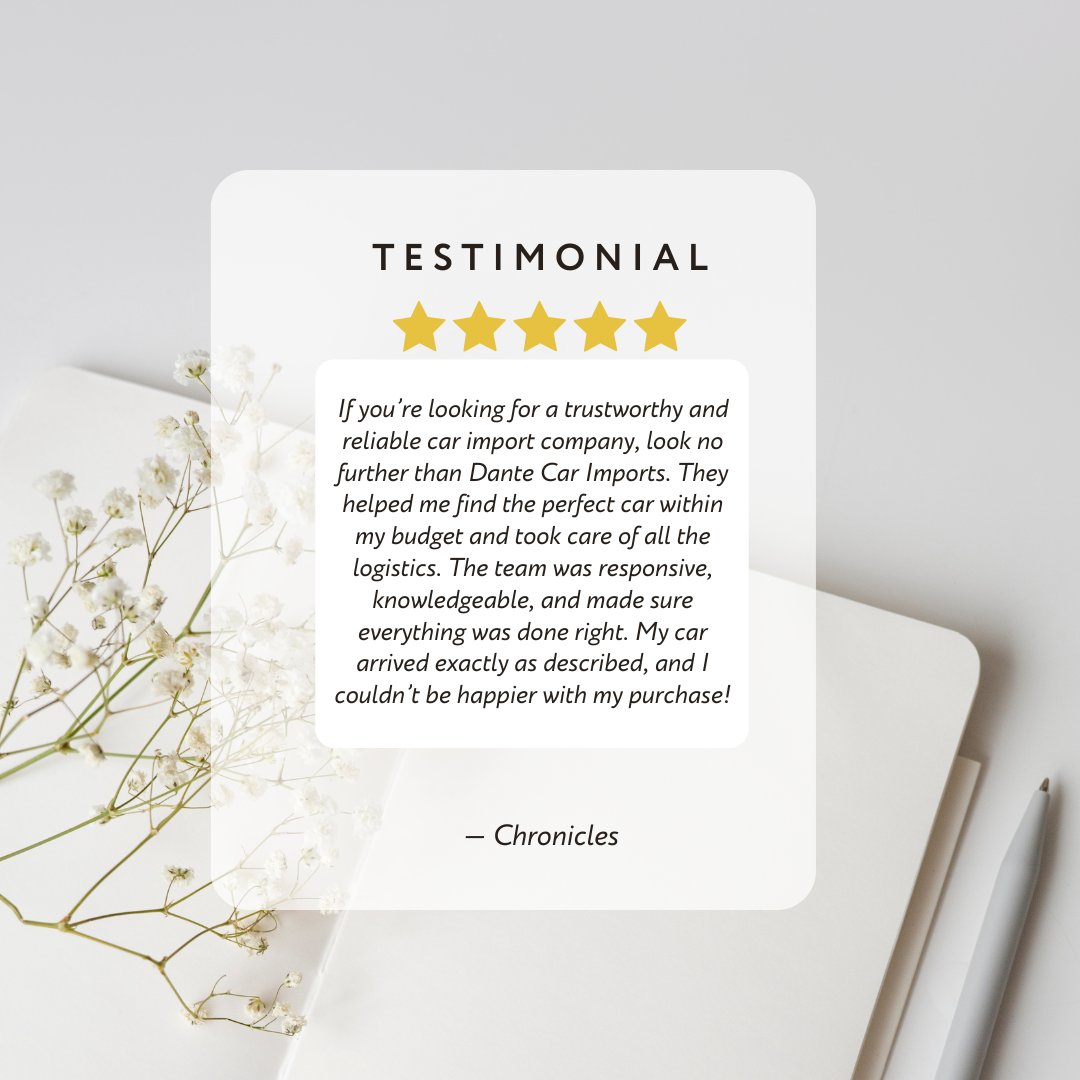 TESTIMONIAL
If you're looking for a trustworthy and
reliable car import company, look no
further than Dante Car Imports. They
helped me find the perfect car within
my budget and took care of all the
logistics. The team was responsive,
knowledgeable, and made sure
everything was done right. My car
arrived exactly as described, and I
couldn't be happier with my purchase!
– Chronicles